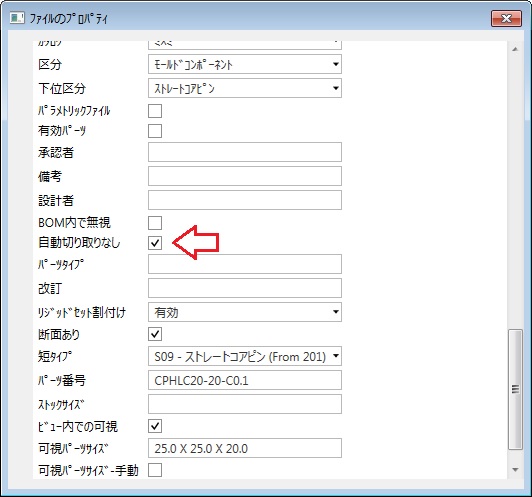 ファイルのプロパティ
ｶﾀﾛｸﾞ ミスミ
区分 ﾓｰﾙﾄﾞｺﾝﾎﾟｰﾈﾝﾄ
下位区分 ｽﾄﾚｰﾄｺｱﾋﾟﾝ
ﾊﾟﾗﾒﾄﾘｯｸﾌｧｲﾙ
有効ﾊﾟｰﾂ
承認者
備考
設計者
BOM内で無視
自動切り取りなし
ﾊﾟｰﾂﾀｲﾌﾟ
改訂
ﾘｼﾞｯﾄﾞｾｯﾄ割付け 有効
断面あり
短ﾀｲﾌﾟ S09 - ストレートコアピン (From 201)
ﾊﾟｰﾂ番号 CPHLC20-20-C0.1
ｽﾄｯｸｻｲｽﾞ
ﾋﾞｭｰ内での可視
可視ﾊﾟｰﾂｻｲｽﾞ 25.0 X 25.0 X 20.0
可視ﾊﾟｰﾂｻｲｽﾞ-手動